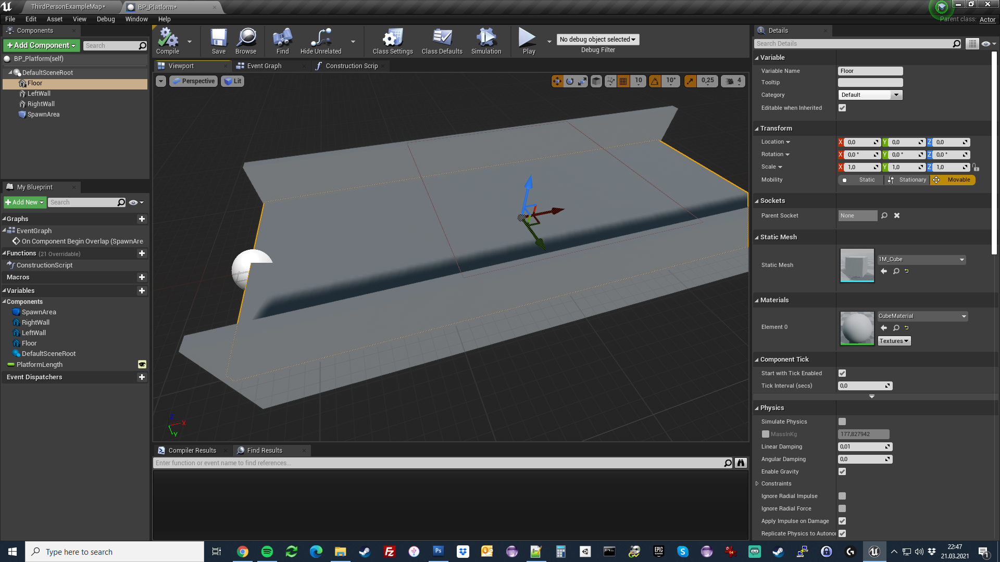 ThirdPersonExampleMap*
BP_Platform*
File Edit Asset View Debug Window Help
Parent class: Actor
Components
+ Add Component
Search
BP_Platform(self)
DefaultSceneRoot
Floor
LeftWall
RightWall
SpawnArea
My Blueprint
+ Add New
Search
Graphs
EventGraph
On Component Begin Overlap (SpawnAre
Functions (21 Overridable)
ConstructionScript
Macros
Variables
Components
SpawnArea
RightWall
LeftWall
Floor
DefaultSceneRoot
PlatformLength
Event Dispatchers
Compile
Save
Browse
Find
Hide Unrelated
Class Settings
Class Defaults
Simulation
Play
No debug object selected
Debug Filter
Viewport
Event Graph
Construction Scrip
Perspective
Lit
10
10°
0,25
4
Z
X
Y
Compiler Results
Find Results
Enter function or event name to find references...
Details
Search Details
Variable
Variable Name Floor
Tooltip
Category Default
Editable when Inherited
Transform
Location X 0,0 Y 0,0 Z 0,0
Rotation X 0,0 ° Y 0,0 ° Z 0,0 °
Scale X 1,0 Y 1,0 Z 1,0
Mobility Static Stationary Movable
Sockets
Parent Socket None
Static Mesh
Static Mesh 1M_Cube
Materials
Element 0 CubeMaterial
Textures
Component Tick
Start with Tick Enabled
Tick Interval (secs) 0,0
Physics
Simulate Physics
MassInKg 177,827942
Linear Damping 0,01
Angular Damping 0,0
Enable Gravity
Constraints
Ignore Radial Impulse
Ignore Radial Force
Apply Impulse on Damage
Replicate Physics to Autonor
Type here to search
Ps
FZ
EPIC GAMES
64
22:47
21.03.2021
1